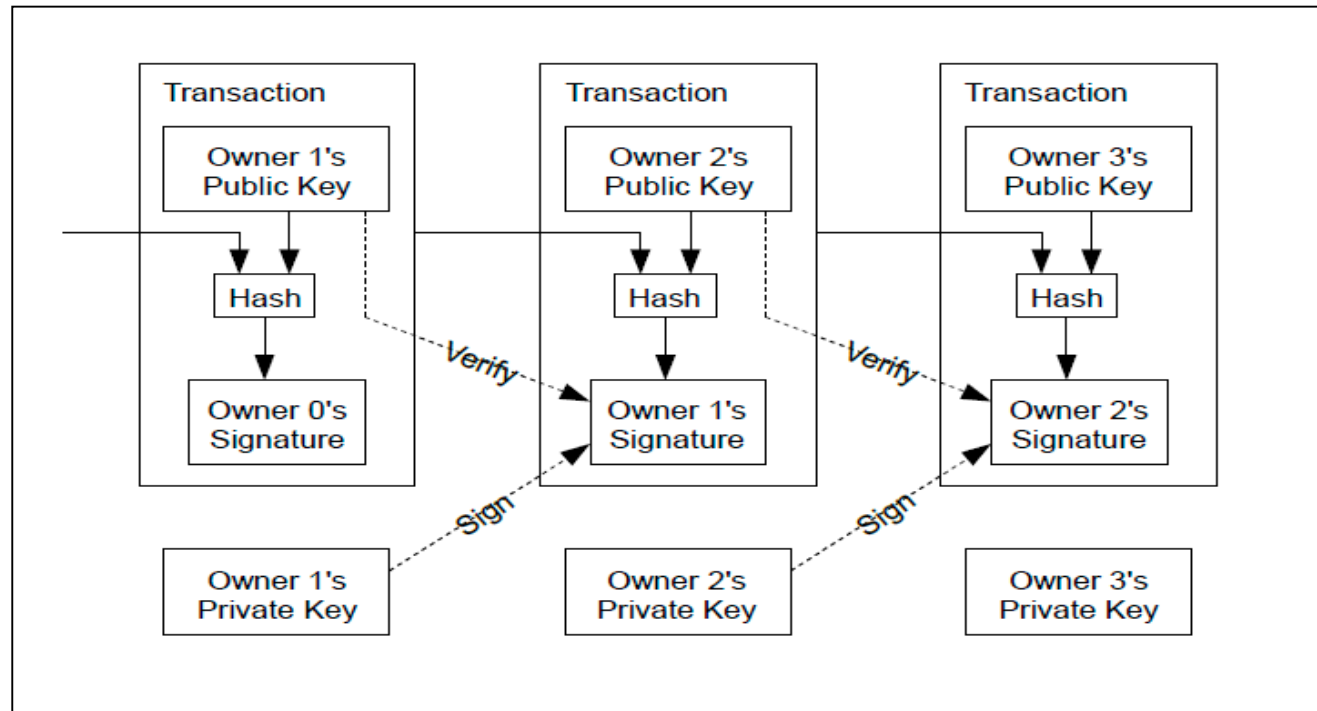 Transaction
Owner 1's
Public Key
Hash
Owner 0's
Signature
Transaction
Owner 2's
Public Key
Hash
Owner 1's
Signature
Transaction
Owner 3's
Public Key
Hash
Owner 2's
Signature
Verify
Verify
Sign
Sign
Owner 1's
Private Key
Owner 2's
Private Key
Owner 3's
Private Key